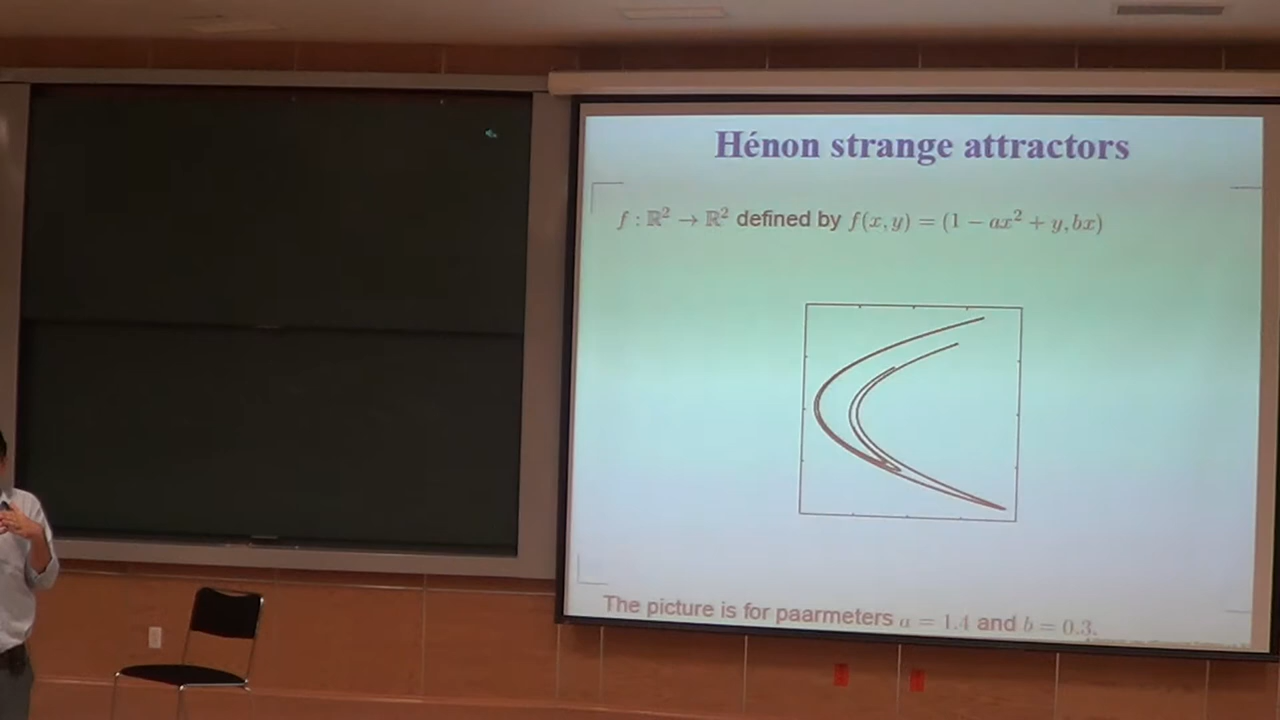 Hénon strange attractors
f : ℝ² → ℝ² defined by f(x, y) = (1 − ax² + y, bx)
The picture is for paarmeters a = 1.4 and b = 0.3.